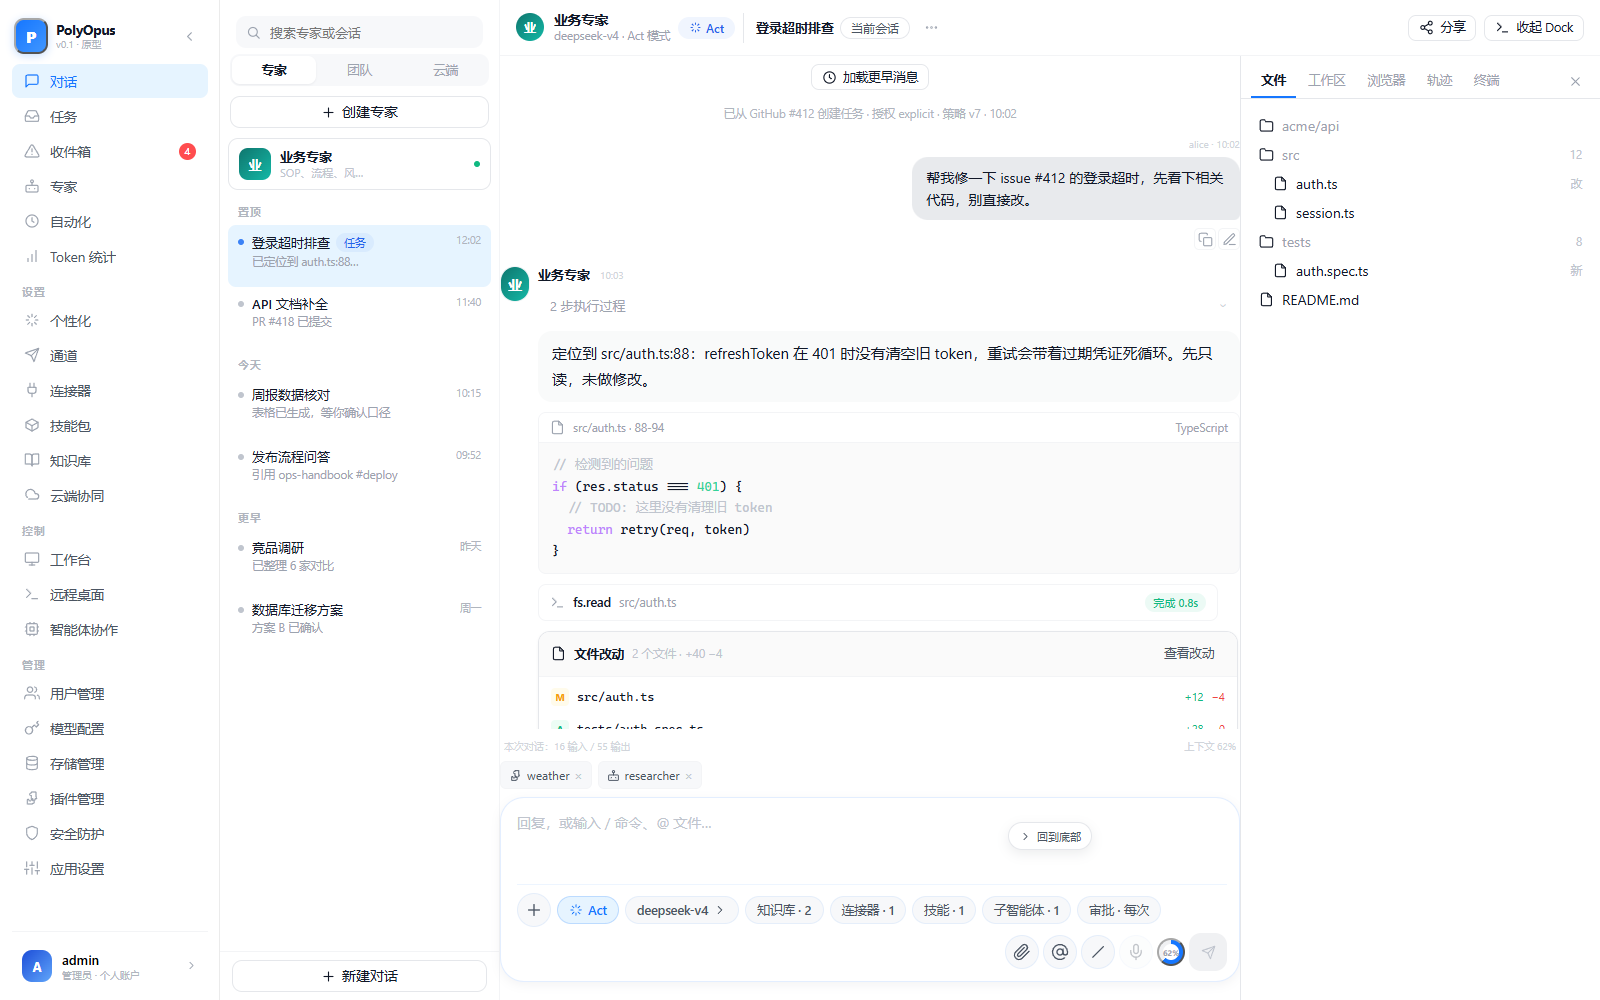 P
PolyOpus
v0.1 · 原型
对话
任务
收件箱
4
专家
自动化
Token 统计
设置
个性化
通道
连接器
技能包
知识库
云端协同
控制
工作台
远程桌面
智能体协作
管理
用户管理
模型配置
存储管理
插件管理
安全防护
应用设置
A
admin
管理员 · 个人账户
搜索专家或会话
专家
团队
云端
创建专家
业务专家
SOP、流程、风...
置顶
登录超时排查 任务 12:02
已定位到 auth.ts:88...
API 文档补全 11:40
PR #418 已提交
今天
周报数据核对 10:15
表格已生成，等你确认口径
发布流程问答 09:52
引用 ops-handbook #deploy
更早
竞品调研 昨天
已整理 6 家对比
数据库迁移方案 周一
方案 B 已确认
新建对话
业务专家
deepseek-v4 · Act 模式
Act
登录超时排查 当前会话 ···
分享
收起 Dock
加载更早消息
已从 GitHub #412 创建任务 · 授权 explicit · 策略 v7 · 10:02
alice · 10:02
帮我修一下 issue #412 的登录超时，先看下相关
代码，别直接改。
业务专家 10:03
2 步执行过程
定位到 src/auth.ts:88：refreshToken 在 401 时没有清空旧 token，重试会带着过期凭证死循环。先只
读，未做修改。
src/auth.ts · 88-94 TypeScript
// 检测到的问题
if (res.status === 401) {
// TODO: 这里没有清理旧 token
return retry(req, token)
}
fs.read src/auth.ts 完成 0.8s
文件改动 2 个文件 · +40 −4 查看改动
M src/auth.ts +12 −4
A tests/auth.spec.ts +28 −0
本次对话：16 输入 / 55 输出 上下文 62%
weather ×
researcher ×
回复，或输入 / 命令、@ 文件...
回到底部
Act
deepseek-v4
知识库 · 2
连接器 · 1
技能 · 1
子智能体 · 1
审批 · 每次
62%
文件
工作区
浏览器
轨迹
终端
acme/api
src 12
auth.ts 改
session.ts
tests 8
auth.spec.ts 新
README.md